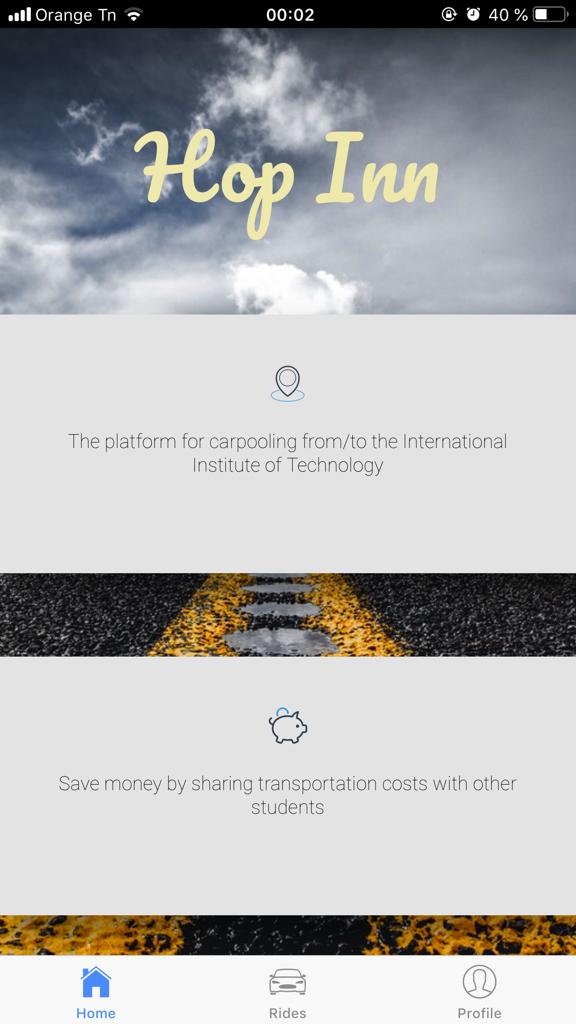 Orange Tn 00:02 40 %
Hop Inn
The platform for carpooling from/to the International
Institute of Technology
Save money by sharing transportation costs with other
students
Home Rides Profile